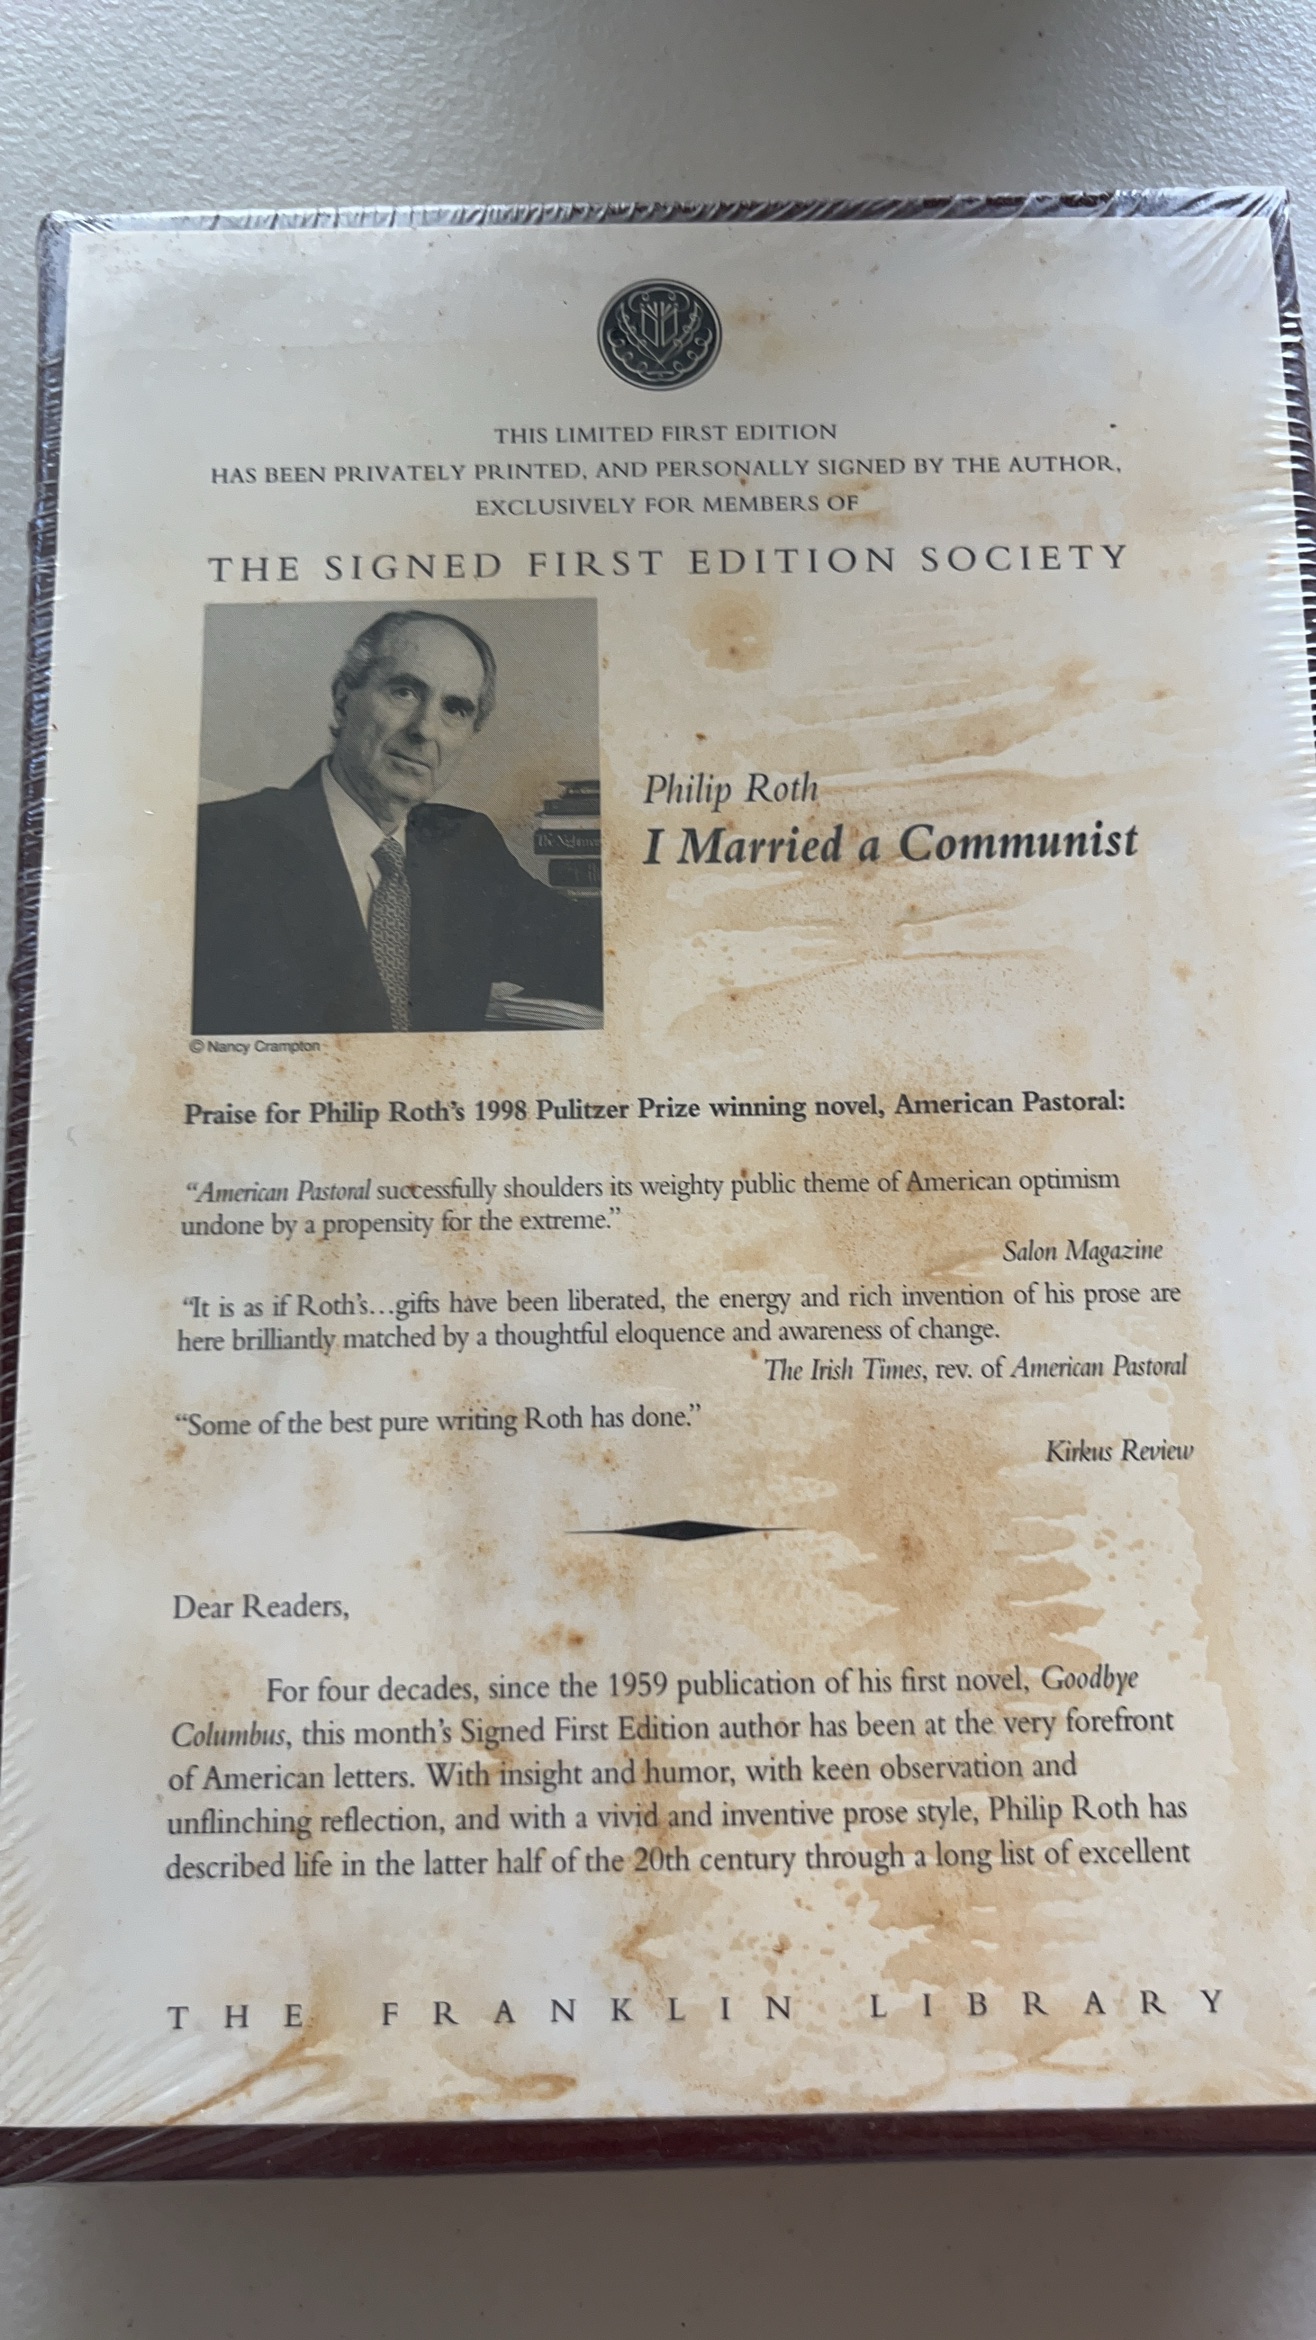 THIS LIMITED FIRST EDITION
HAS BEEN PRIVATELY PRINTED, AND PERSONALLY SIGNED BY THE AUTHOR,
EXCLUSIVELY FOR MEMBERS OF
THE SIGNED FIRST EDITION SOCIETY
Philip Roth
I Married a Communist
© Nancy Crampton
Praise for Philip Roth's 1998 Pulitzer Prize winning novel, American Pastoral:
“American Pastoral successfully shoulders its weighty public theme of American optimism
undone by a propensity for the extreme.”
Salon Magazine
“It is as if Roth's…gifts have been liberated, the energy and rich invention of his prose are
here brilliantly matched by a thoughtful eloquence and awareness of change.
The Irish Times, rev. of American Pastoral
“Some of the best pure writing Roth has done.”
Kirkus Review
Dear Readers,
For four decades, since the 1959 publication of his first novel, Goodbye
Columbus, this month's Signed First Edition author has been at the very forefront
of American letters. With insight and humor, with keen observation and
unflinching reflection, and with a vivid and inventive prose style, Philip Roth has
described life in the latter half of the 20th century through a long list of excellent
THE FRANKLIN LIBRARY